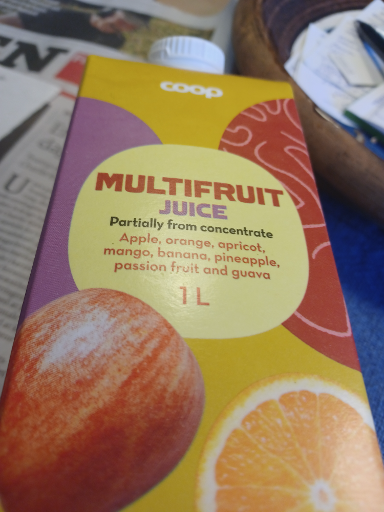 coop
MULTIFRUIT
JUICE
Partially from concentrate
Apple, orange, apricot,
mango, banana, pineapple,
passion fruit and guava
1 L